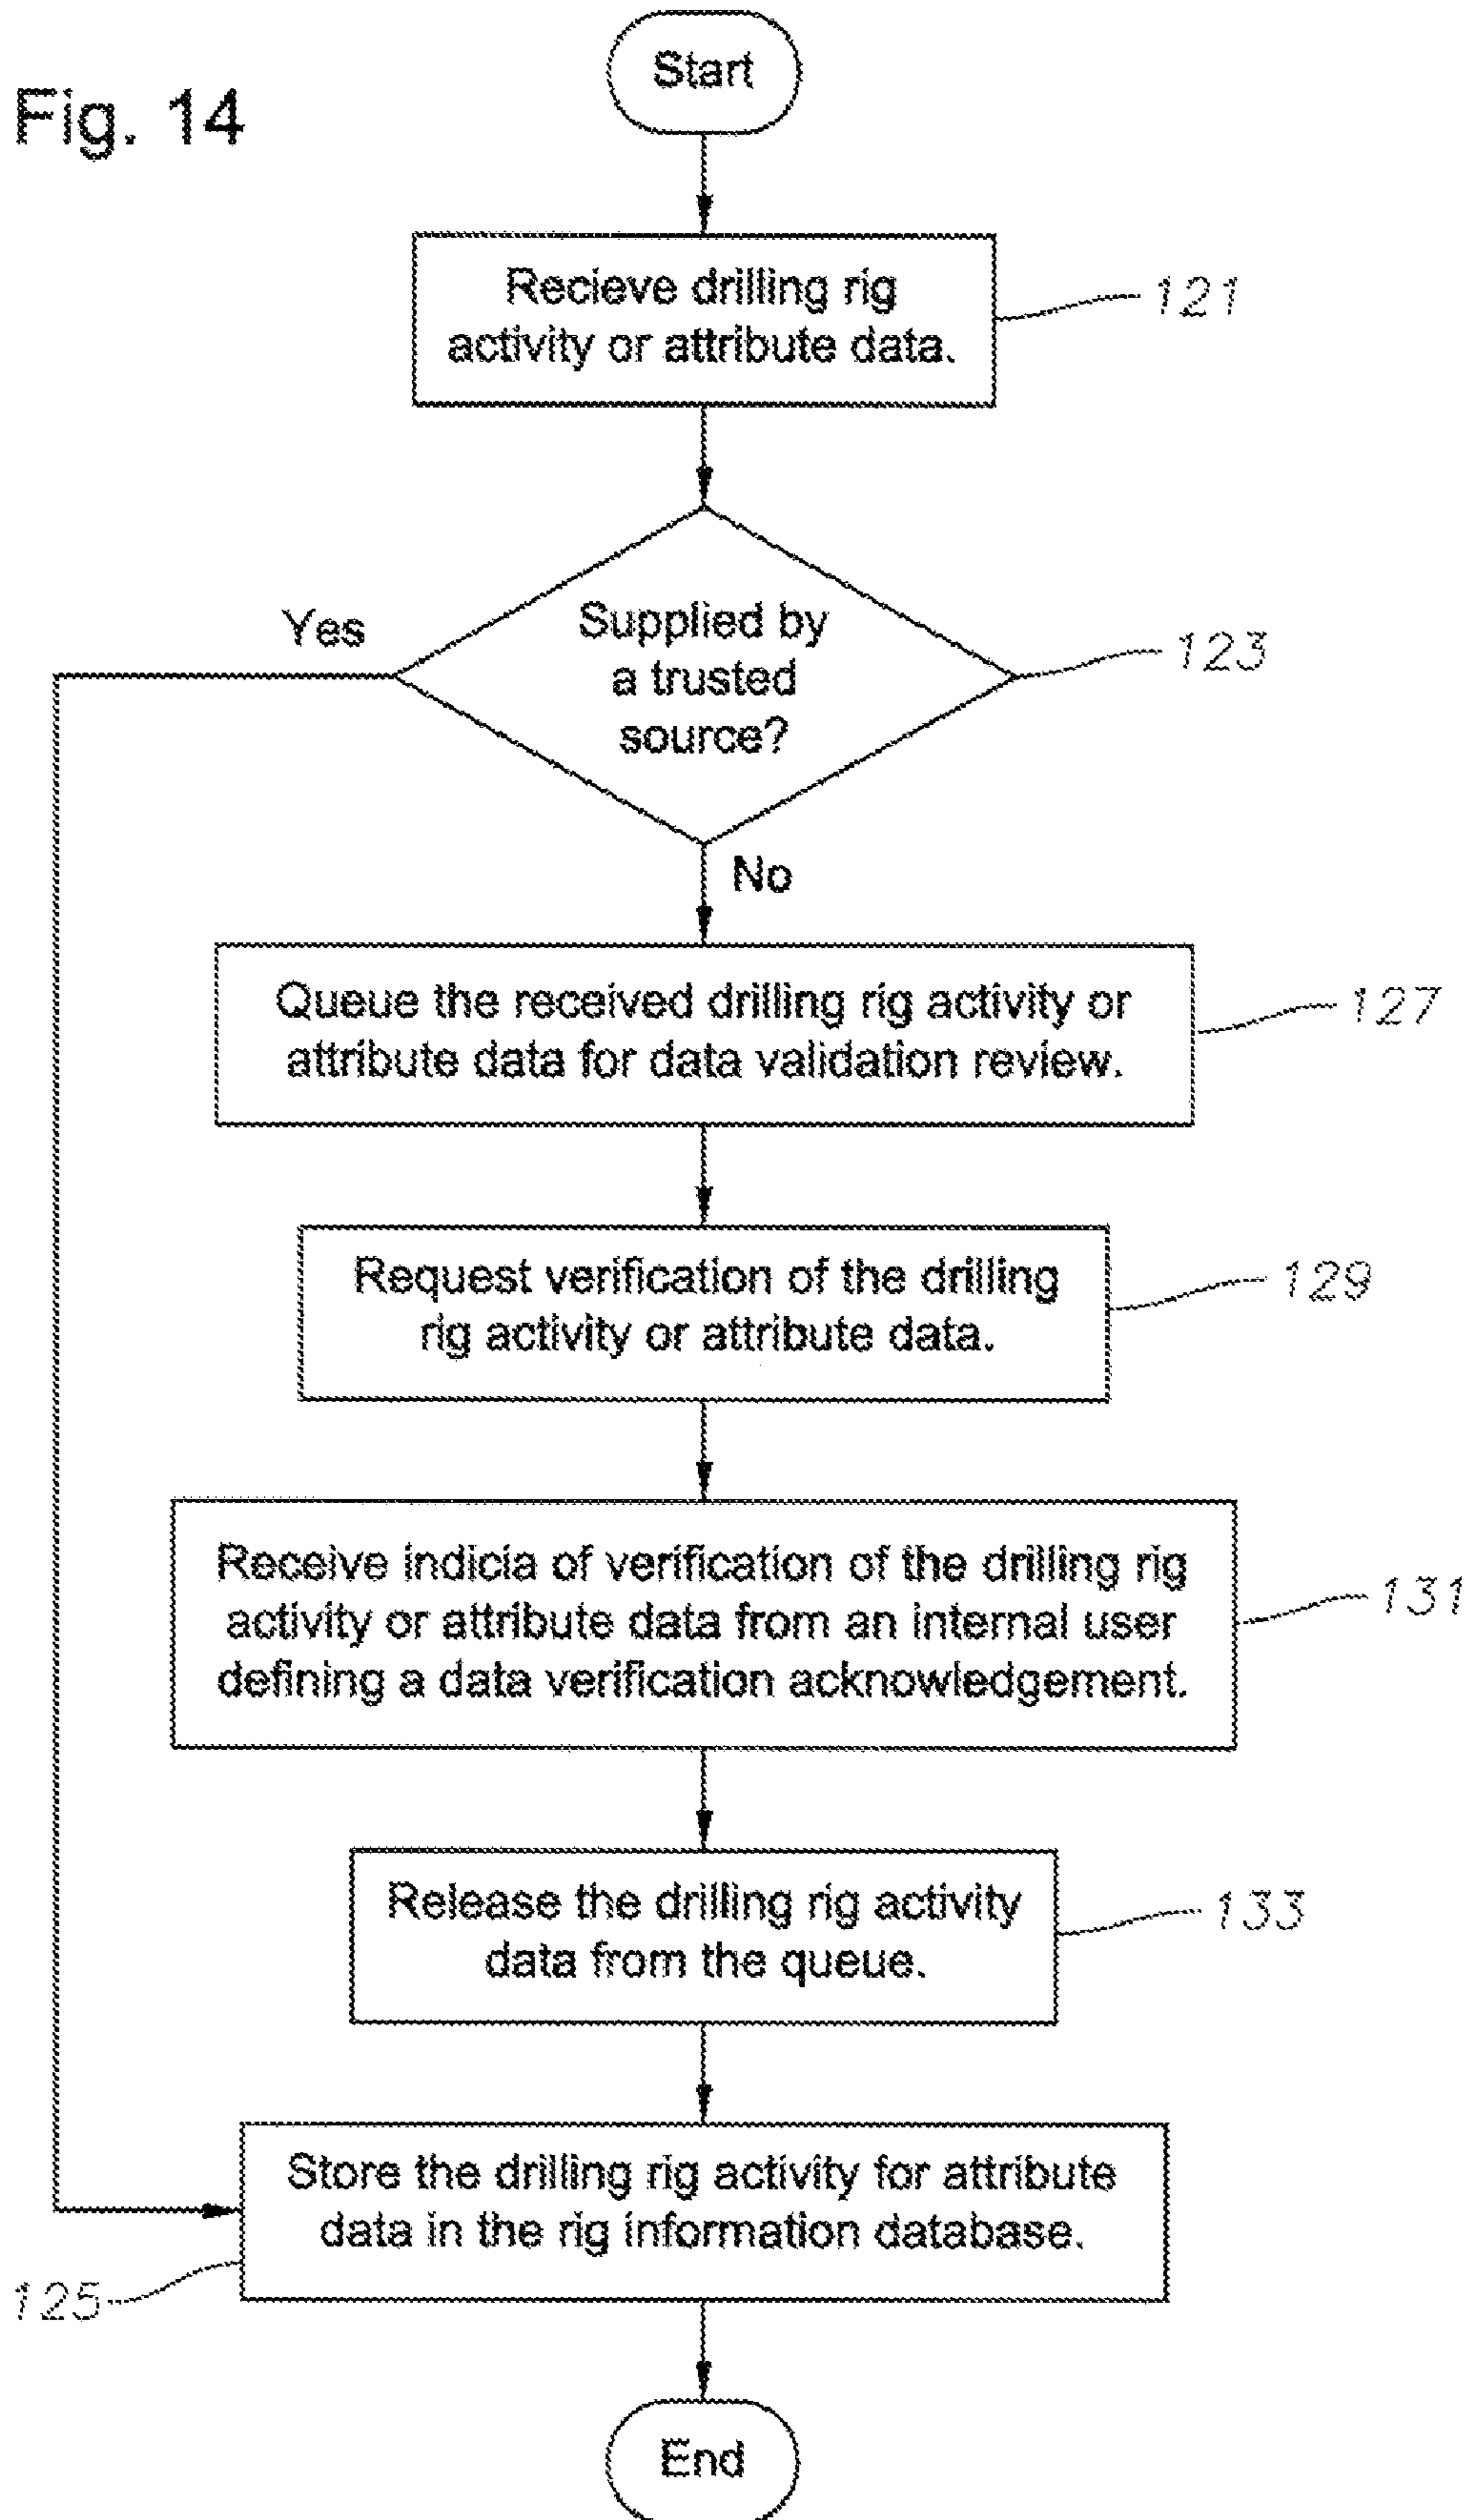 Fig. 14
Start
Recieve drilling rig
activity or attribute data.
121
Yes
Supplied by
a trusted
source?
123
No
Queue the received drilling rig activity or
attribute data for data validation review.
127
Request verification of the drilling
rig activity or attribute data.
129
Receive indicia of verification of the drilling rig
activity or attribute data from an internal user
defining a data verification acknowledgement.
131
Release the drilling rig activity
data from the queue.
133
Store the drilling rig activity for attribute
data in the rig information database.
125
End